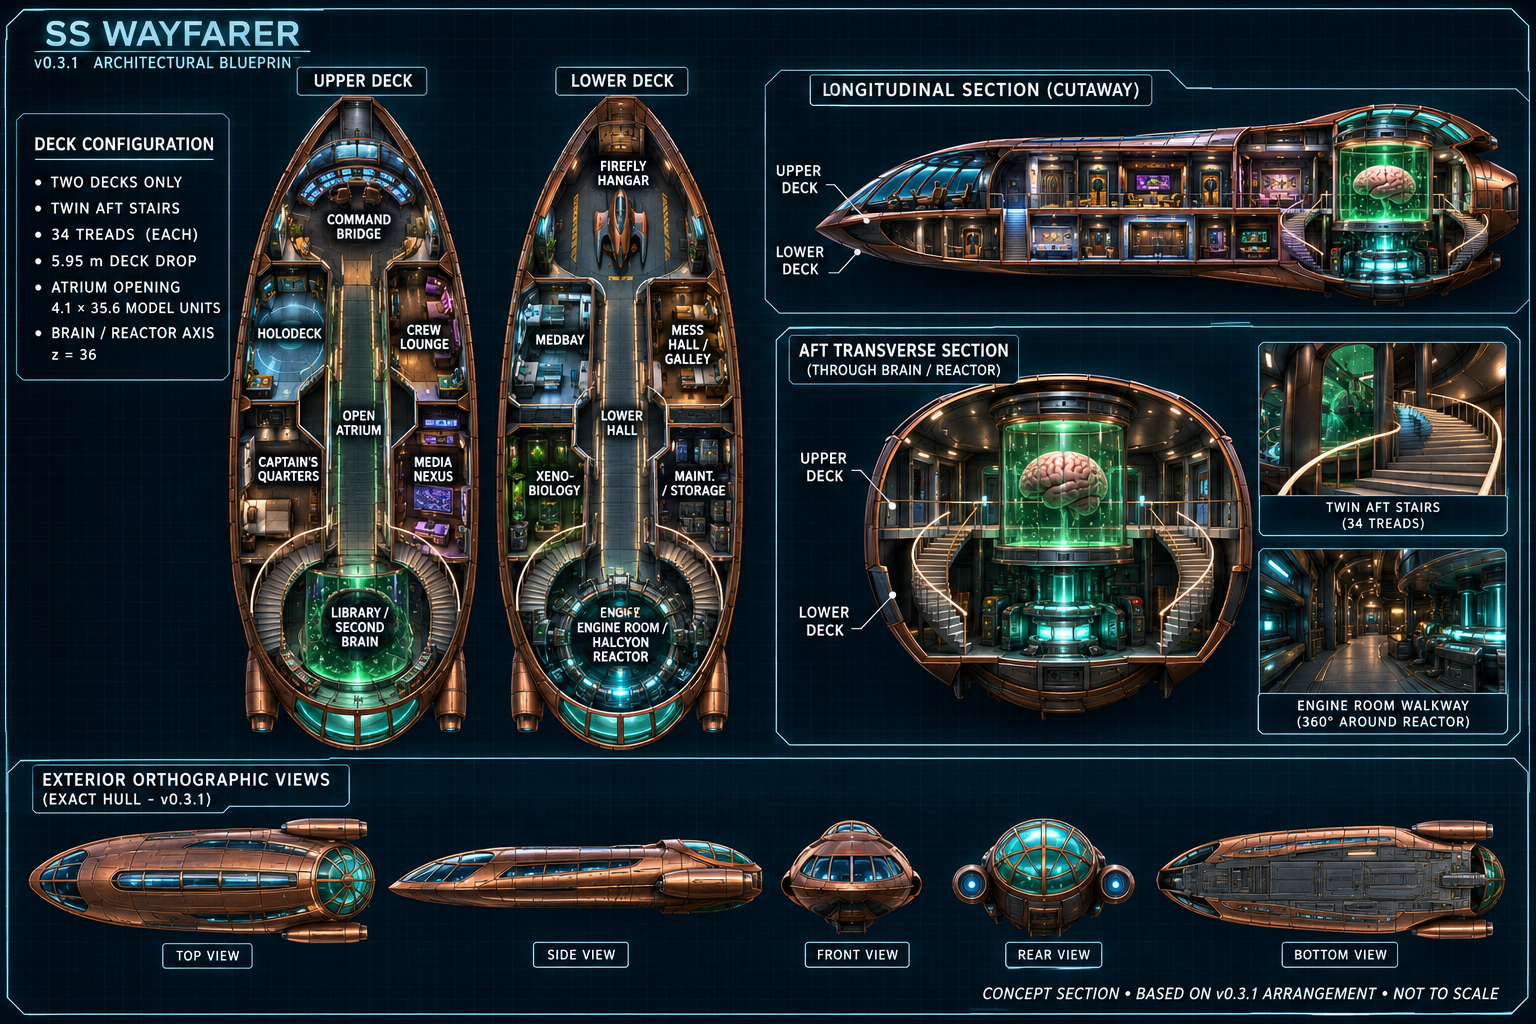 SS WAYFARER
v0.3.1 ARCHITECTURAL BLUEPRINT
UPPER DECK
LOWER DECK
DECK CONFIGURATION
• TWO DECKS ONLY
• TWIN AFT STAIRS
• 34 TREADS (EACH)
• 5.95 m DECK DROP
• ATRIUM OPENING
4.1 × 35.6 MODEL UNITS
• BRAIN / REACTOR AXIS
z = 36
COMMAND
BRIDGE
HOLODECK
CREW
LOUNGE
OPEN
ATRIUM
CAPTAIN'S
QUARTERS
MEDIA
NEXUS
LIBRARY /
SECOND
BRAIN
FIREFLY
HANGAR
MEDBAY
MESS
HALL /
GALLEY
LOWER
HALL
XENO-
BIOLOGY
MAINT.
/ STORAGE
ENGINE ROOM /
HALCYON
REACTOR
LONGITUDINAL SECTION (CUTAWAY)
UPPER
DECK
LOWER
DECK
AFT TRANSVERSE SECTION
(THROUGH BRAIN / REACTOR)
UPPER
DECK
LOWER
DECK
TWIN AFT STAIRS
(34 TREADS)
ENGINE ROOM WALKWAY
(360° AROUND REACTOR)
EXTERIOR ORTHOGRAPHIC VIEWS
(EXACT HULL - v0.3.1)
TOP VIEW
SIDE VIEW
FRONT VIEW
REAR VIEW
BOTTOM VIEW
CONCEPT SECTION • BASED ON v0.3.1 ARRANGEMENT • NOT TO SCALE